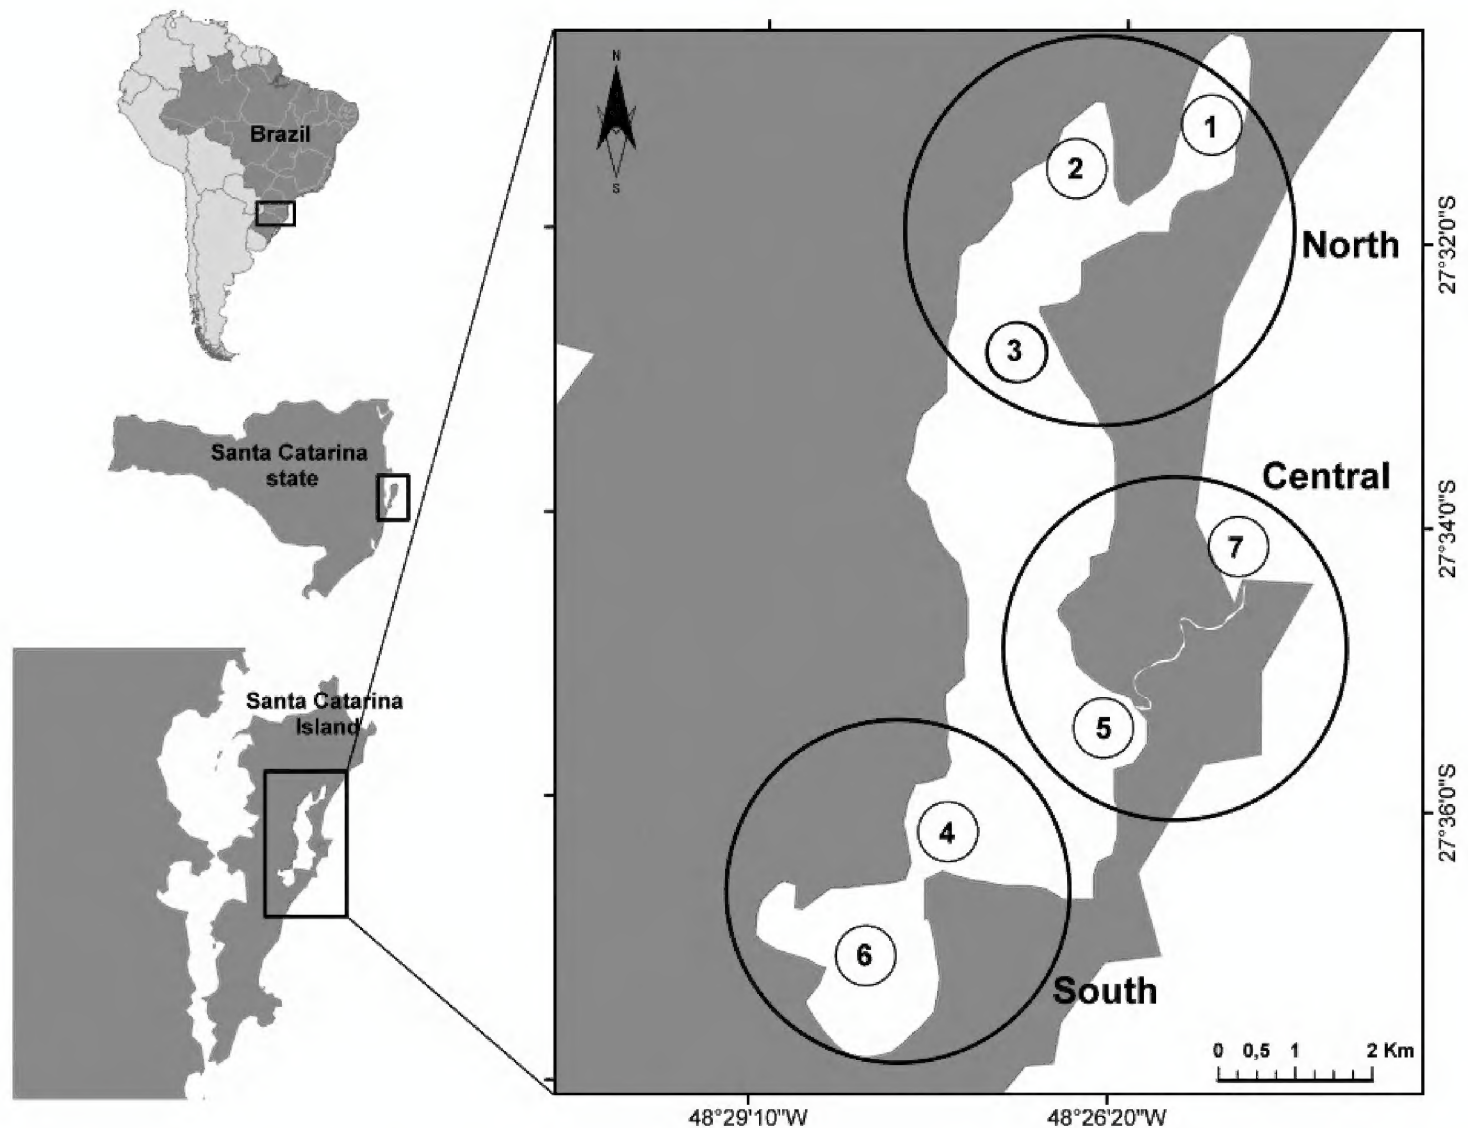 Brazil
Santa Catarina
state
Santa Catarina
Island
N
S
1
2
North
3
Central
7
5
4
6
South
0 0,5 1 2 Km
27°32'0"S
27°34'0"S
27°36'0"S
48°29'10"W
48°26'20"W